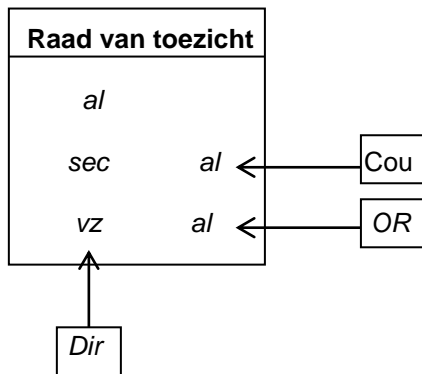 Raad van toezicht
al
sec al Cou
vz al OR
Dir